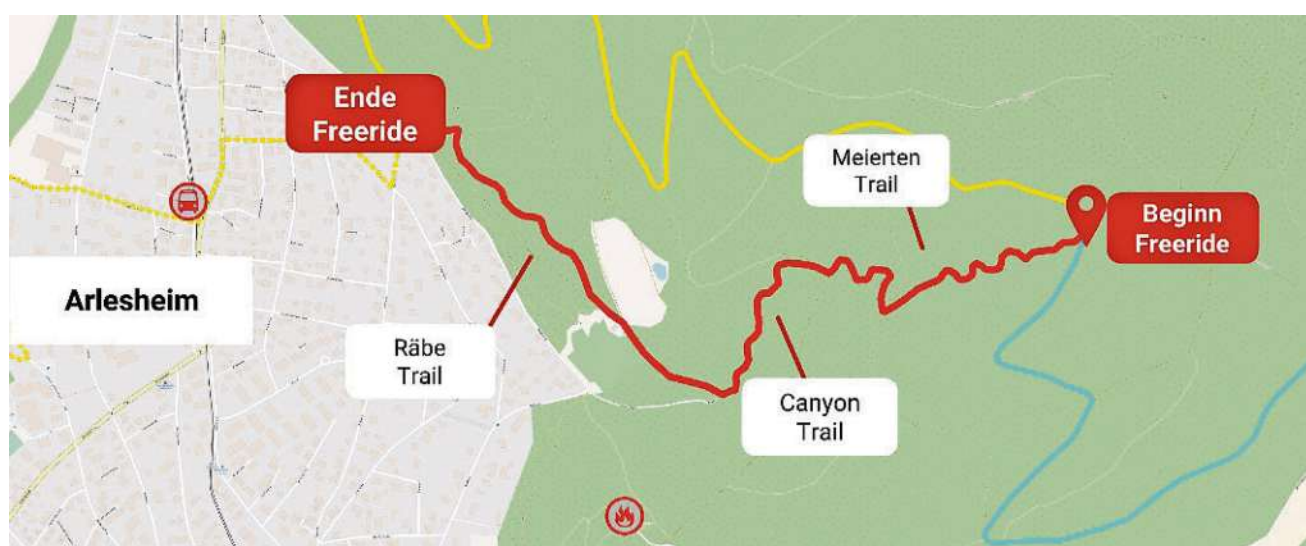 Ende
Freeride
Meierten
Trail
Beginn
Freeride
Arlesheim
Räbe
Trail
Canyon
Trail